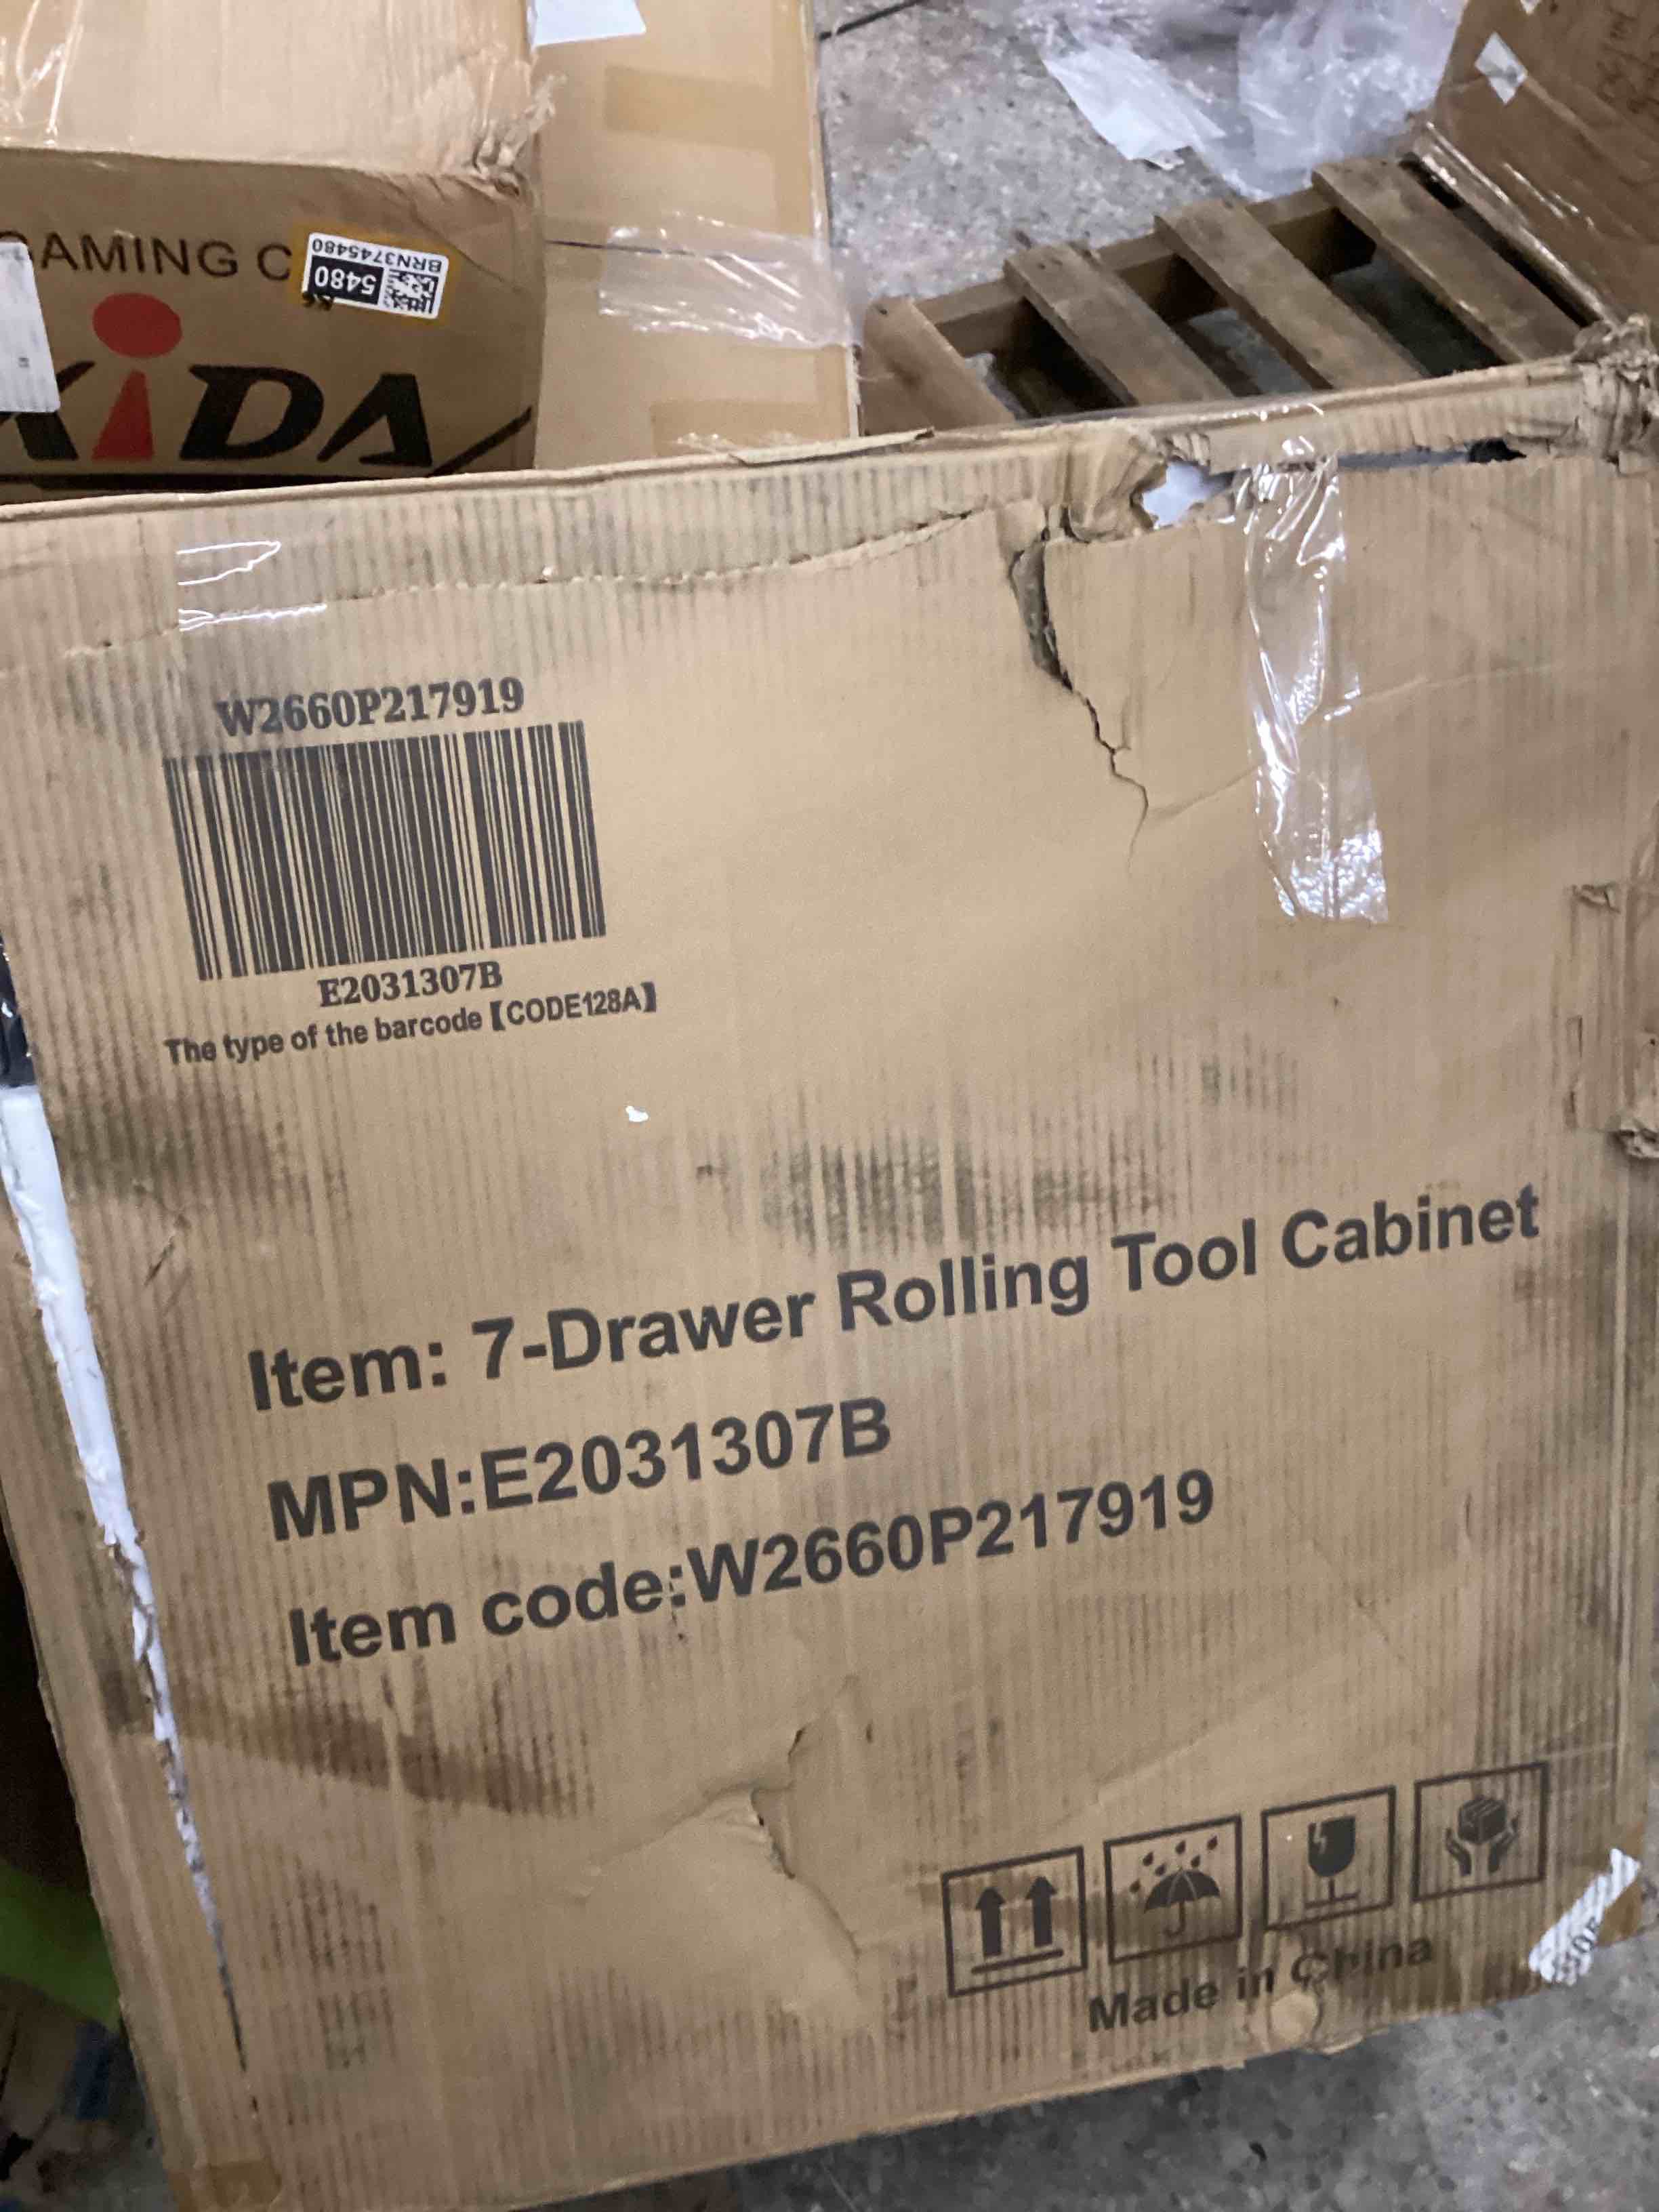 GAMING C
BRN3745480
5480
KiDA
W2660P217919
E2031307B
The type of the barcode【CODE128A】
Item: 7-Drawer Rolling Tool Cabinet
MPN:E2031307B
Item code:W2660P217919
Made in China